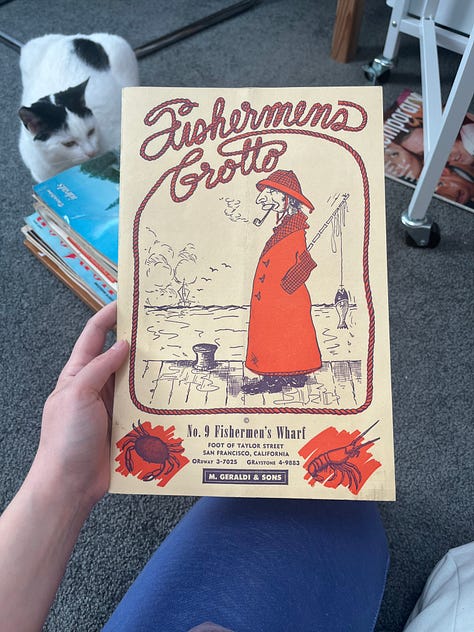 Fishermens
Grotto
©
No. 9 Fishermen's Wharf
FOOT OF TAYLOR STREET
SAN FRANCISCO, CALIFORNIA
ORDWAY 3-7025 GRAYSTONE 4-9883
M. GERALDI & SONS